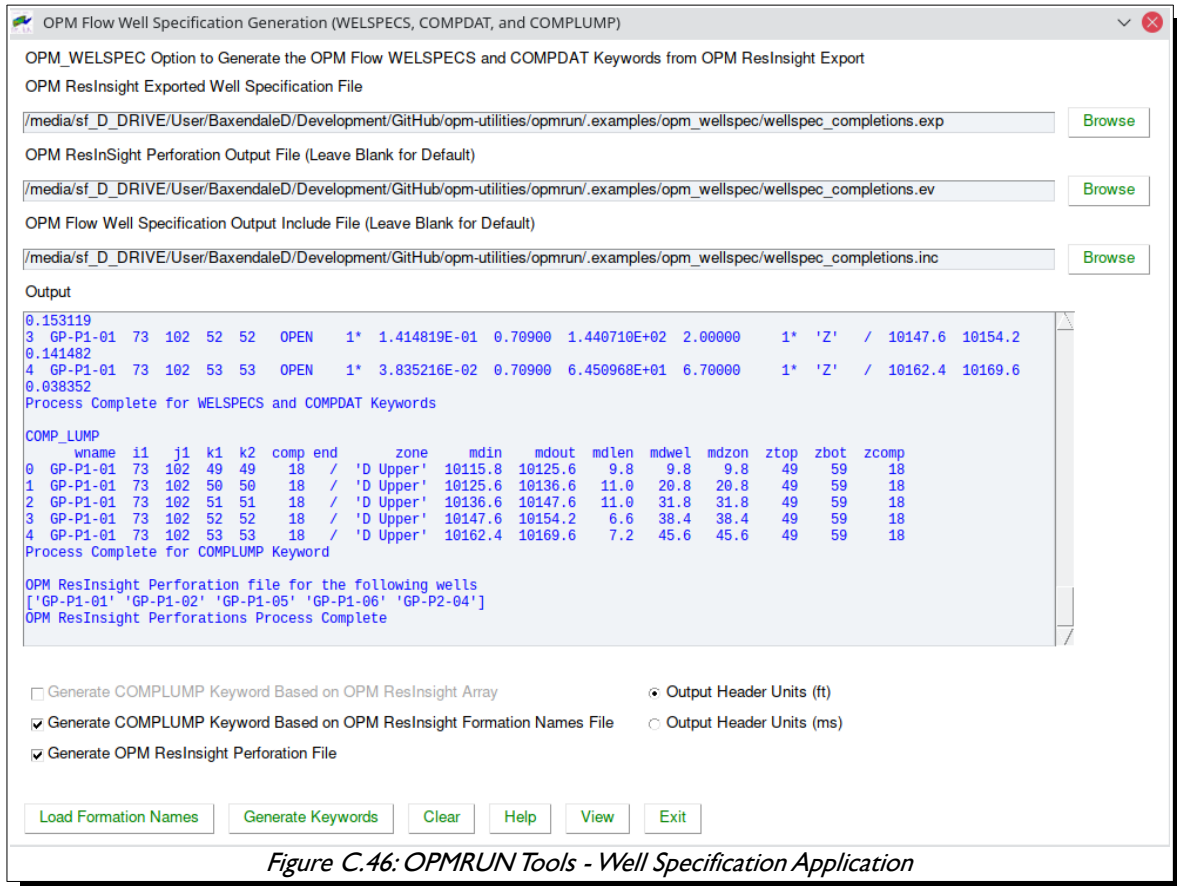 OPM Flow Well Specification Generation (WELSPECS, COMPDAT, and COMPLUMP)
OPM_WELSPEC Option to Generate the OPM Flow WELSPECS and COMPDAT Keywords from OPM ResInsight Export
OPM ResInsight Exported Well Specification File
/media/sf_D_DRIVE/User/BaxendaleD/Development/GitHub/opm-utilities/opmrun/.examples/opm_wellspec/wellspec_completions.exp Browse
OPM ResInSight Perforation Output File (Leave Blank for Default)
/media/sf_D_DRIVE/User/BaxendaleD/Development/GitHub/opm-utilities/opmrun/.examples/opm_wellspec/wellspec_completions.ev Browse
OPM Flow Well Specification Output Include File (Leave Blank for Default)
/media/sf_D_DRIVE/User/BaxendaleD/Development/GitHub/opm-utilities/opmrun/.examples/opm_wellspec/wellspec_completions.inc Browse
Output
0.153119
3 GP-P1-01 73 102 52 52 OPEN 1* 1.414819E-01 0.70900 1.440710E+02 2.00000 1* 'Z' / 10147.6 10154.2
0.141482
4 GP-P1-01 73 102 53 53 OPEN 1* 3.835216E-02 0.70900 6.450968E+01 6.70000 1* 'Z' / 10162.4 10169.6
0.038352
Process Complete for WELSPECS and COMPDAT Keywords
COMP_LUMP
wname i1 j1 k1 k2 comp end zone mdin mdout mdlen mdwel mdzon ztop zbot zcomp
0 GP-P1-01 73 102 49 49 18 / 'D Upper' 10115.8 10125.6 9.8 9.8 9.8 49 59 18
1 GP-P1-01 73 102 50 50 18 / 'D Upper' 10125.6 10136.6 11.0 20.8 20.8 49 59 18
2 GP-P1-01 73 102 51 51 18 / 'D Upper' 10136.6 10147.6 11.0 31.8 31.8 49 59 18
3 GP-P1-01 73 102 52 52 18 / 'D Upper' 10147.6 10154.2 6.6 38.4 38.4 49 59 18
4 GP-P1-01 73 102 53 53 18 / 'D Upper' 10162.4 10169.6 7.2 45.6 45.6 49 59 18
Process Complete for COMPLUMP Keyword
OPM ResInsight Perforation file for the following wells
['GP-P1-01' 'GP-P1-02' 'GP-P1-05' 'GP-P1-06' 'GP-P2-04']
OPM ResInsight Perforations Process Complete
Generate COMPLUMP Keyword Based on OPM ResInsight Array Output Header Units (ft)
Generate COMPLUMP Keyword Based on OPM ResInsight Formation Names File Output Header Units (ms)
Generate OPM ResInsight Perforation File
Load Formation Names Generate Keywords Clear Help View Exit
Figure C.46: OPMRUN Tools - Well Specification Application